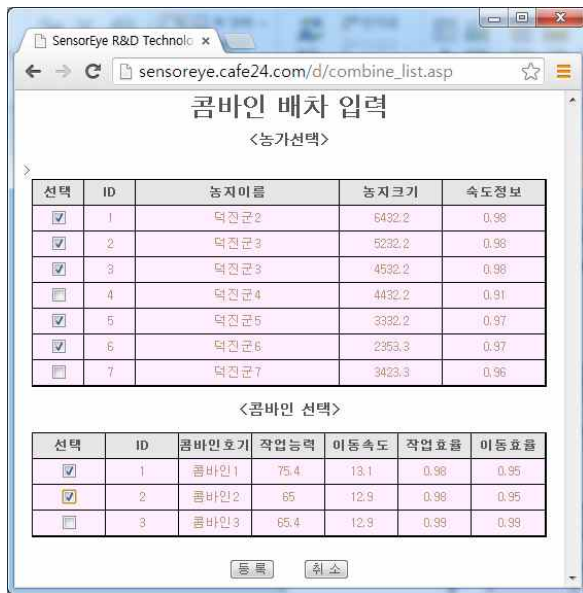 SensorEye R&D Technolo
sensoreye.cafe24.com/d/combine_list.asp
콤바인 배차 입력
<농가선택>
>
선택 ID 농지이름 농지크기 숙도정보
1 덕진군2 6432.2 0.98
2 덕진군3 5232.2 0.98
3 덕진군3 4532.2 0.98
4 덕진군4 4432.2 0.91
5 덕진군5 3332.2 0.97
6 덕진군6 2353.3 0.97
7 덕진군7 3423.3 0.96
<콤바인 선택>
선택 ID 콤바인호기 작업능력 이동속도 작업효율 이동효율
1 콤바인1 75.4 13.1 0.98 0.95
2 콤바인2 65 12.9 0.98 0.95
3 콤바인3 65.4 12.9 0.99 0.99
등록 취소